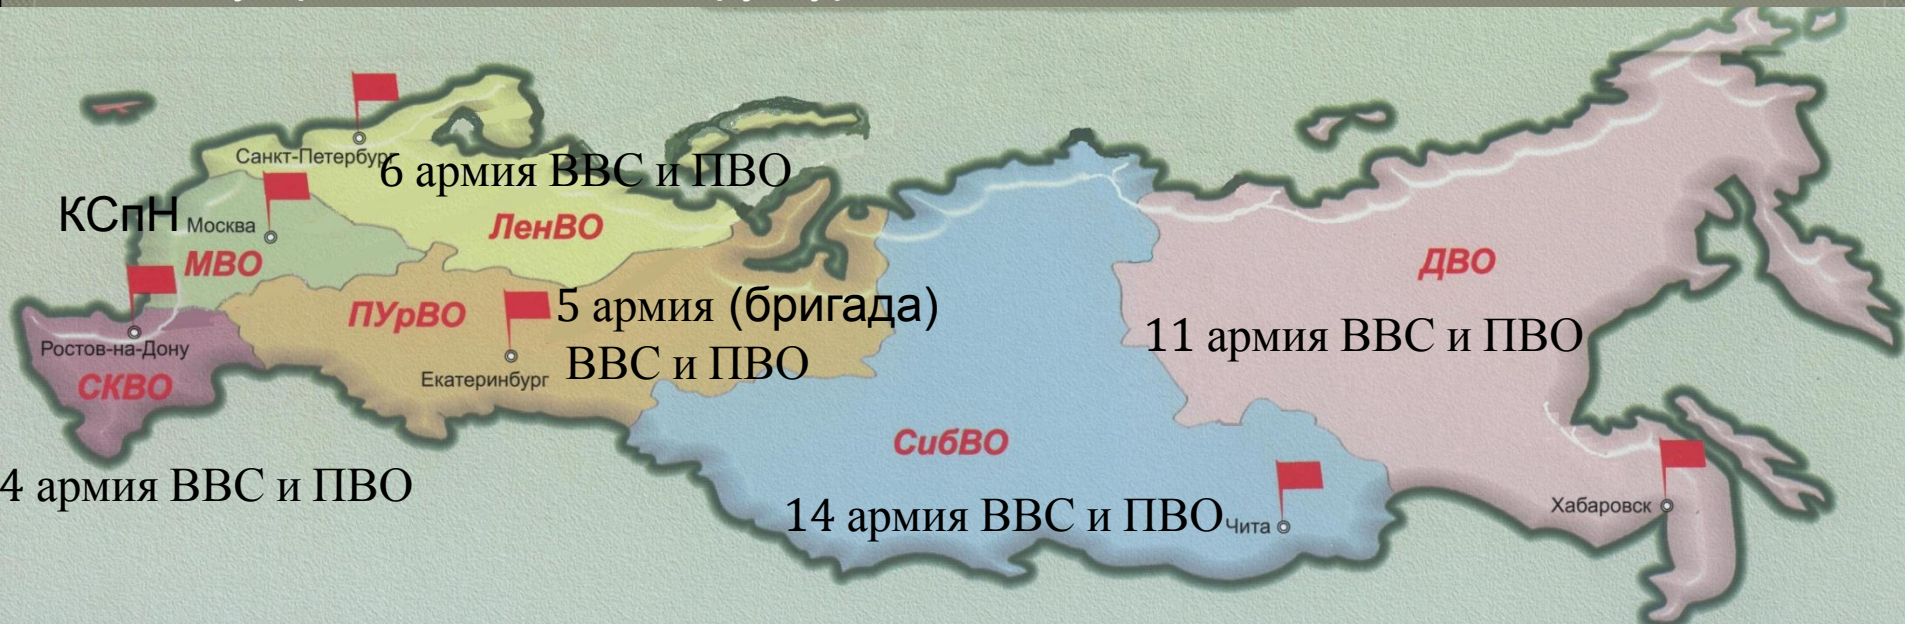 Санкт-Петербург
6 армия ВВС и ПВО
КСпН
Москва
ЛенВО
МВО
ДВО
ПУрВО
5 армия (бригада)
ВВС и ПВО
11 армия ВВС и ПВО
Ростов-на-Дону
Екатеринбург
СКВО
СибВО
4 армия ВВС и ПВО
14 армия ВВС и ПВО
Чита
Хабаровск